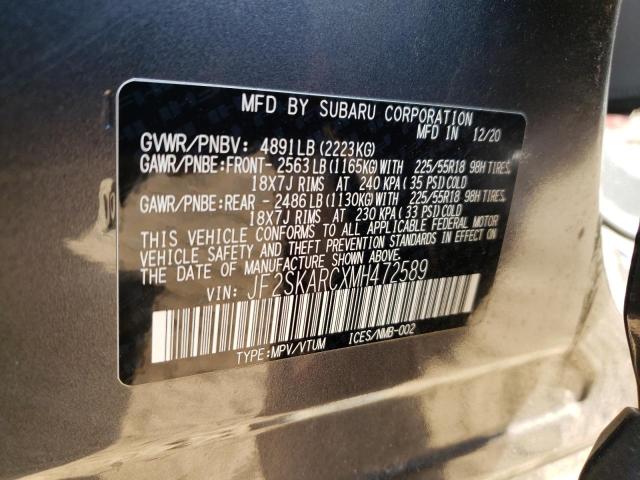 MFD BY SUBARU CORPORATION
MFD IN 12/20
GVWR/PNBV: 4891LB (2223KG)
GAWR/PNBE:FRONT- 2563 LB (1165KG) WITH 225/55R18 98H TIRES,
18X7J RIMS AT 240 KPA (35 PSI) COLD
GAWR/PNBE:REAR - 2486 LB (1130KG) WITH 225/55R18 98H TIRES,
18X7J RIMS AT 230 KPA (33 PSI) COLD
THIS VEHICLE CONFORMS TO ALL APPLICABLE FEDERAL MOTOR
VEHICLE SAFETY AND THEFT PREVENTION STANDARDS IN EFFECT ON
THE DATE OF MANUFACTURE SHOWN ABOVE.
VIN: JF2SKARCXMH472589
TYPE:MPV/VTUM ICES/NMB-002